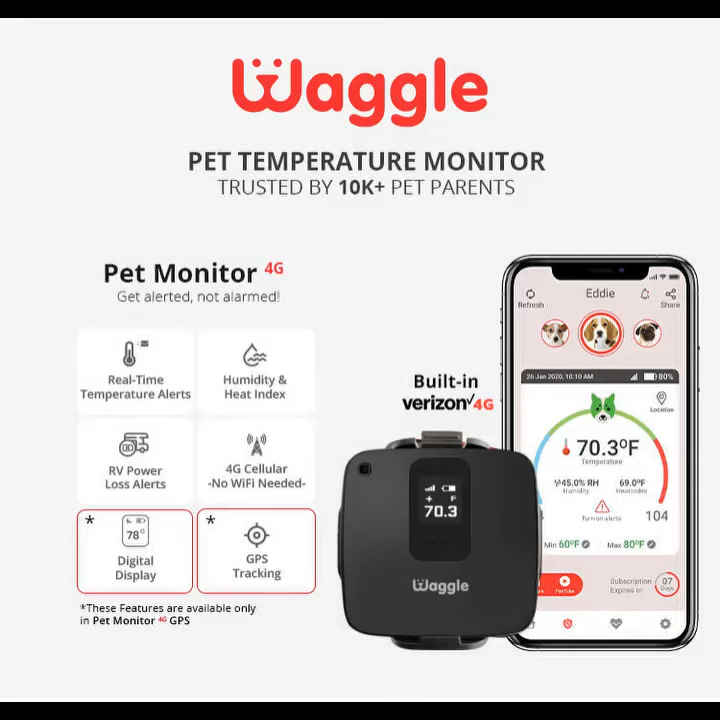 Waggle
PET TEMPERATURE MONITOR
TRUSTED BY 10K+ PET PARENTS
Pet Monitor 4G
Get alerted, not alarmed!
Real-Time
Temperature Alerts
Humidity &
Heat Index
RV Power
Loss Alerts
4G Cellular
-No WiFi Needed-
*
78°
Digital
Display
*
GPS
Tracking
*These Features are available only
in Pet Monitor 4G GPS
Built-in
verizon✓4G
+ F
70.3
Waggle
Refresh
Eddie
Share
26 Jan 2020, 10:10 AM
80%
Location
70.3°F
Temperature
45.0% RH
Humidity
69.0°F
Heat Index
Turn on alerts
104
Min 60°F
Max 80°F
PetTube
Subscription
Expires in
07
Days